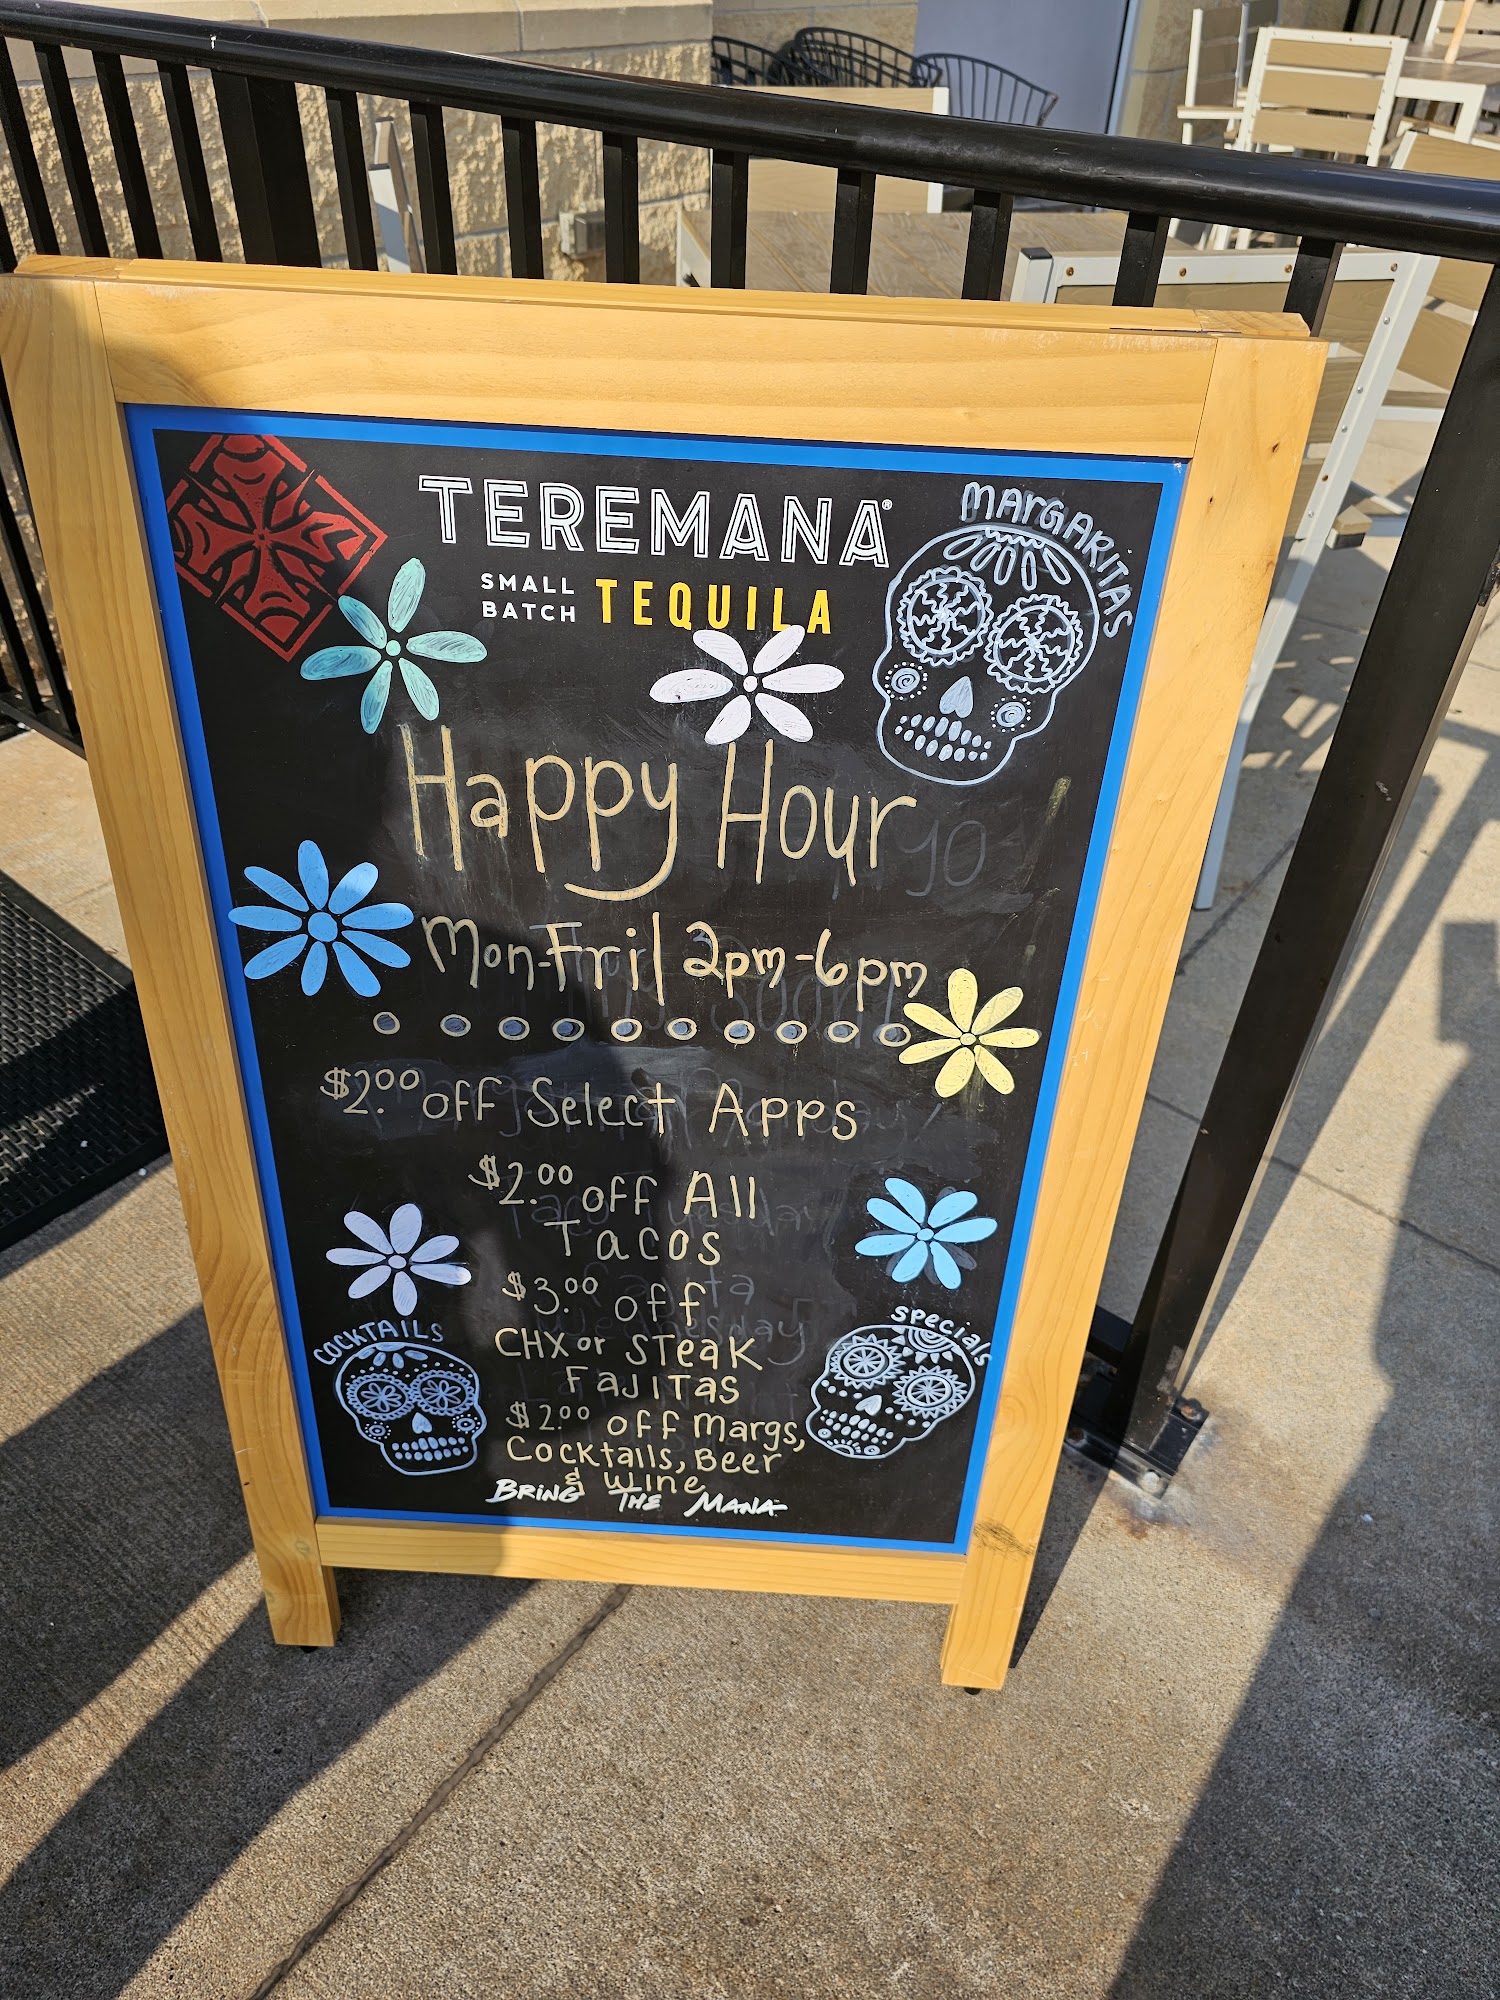 TEREMANA®
SMALL BATCH TEQUILA
MARGARITAS
Happy Hour
Mon-Fri | 2pm-6pm
$2.00 OFF Select Apps
$2.00 OFF All
Tacos
$3.00 off
CHX or STeaK
FAJITAS
$2.00 OFF Margs,
Cocktails, Beer
& Wine
COCKTAILS
specials
BRING THE MANA